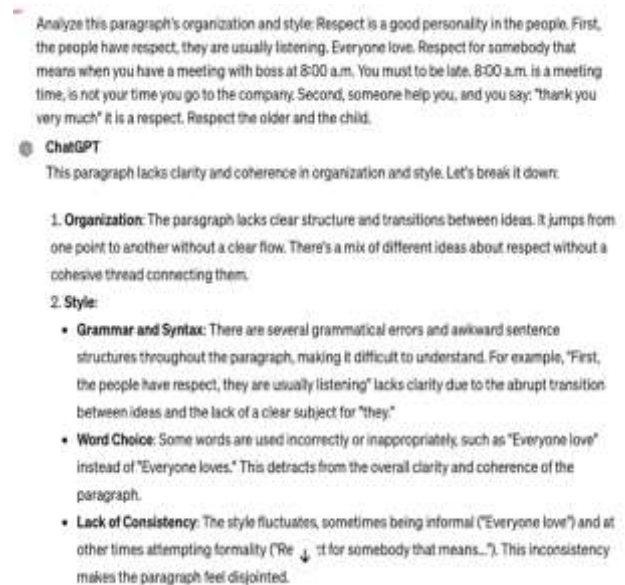 Analyze this paragraph's organization and style: Respect is a good personality in the people. First,
the people have respect, they are usually listening. Everyone love. Respect for somebody that
means when you have a meeting with boss at 8:00 a.m. You must to be late. 8:00 a.m. is a meeting
time, is not your time you go to the company. Second, someone help you, and you say: "thank you
very much" it is a respect. Respect the older and the child.
ChatGPT
This paragraph lacks clarity and coherence in organization and style. Let's break it down:
1. Organization: The paragraph lacks clear structure and transitions between ideas. It jumps from
one point to another without a clear flow. There's a mix of different ideas about respect without a
cohesive thread connecting them.
2. Style:
• Grammar and Syntax: There are several grammatical errors and awkward sentence
structures throughout the paragraph, making it difficult to understand. For example, "First,
the people have respect, they are usually listening" lacks clarity due to the abrupt transition
between ideas and the lack of a clear subject for "they."
• Word Choice: Some words are used incorrectly or inappropriately, such as "Everyone love"
instead of "Everyone loves." This detracts from the overall clarity and coherence of the
paragraph.
• Lack of Consistency: The style fluctuates, sometimes being informal ("Everyone love") and at
other times attempting formality ("Re ↓ :t for somebody that means..."). This inconsistency
makes the paragraph feel disjointed.